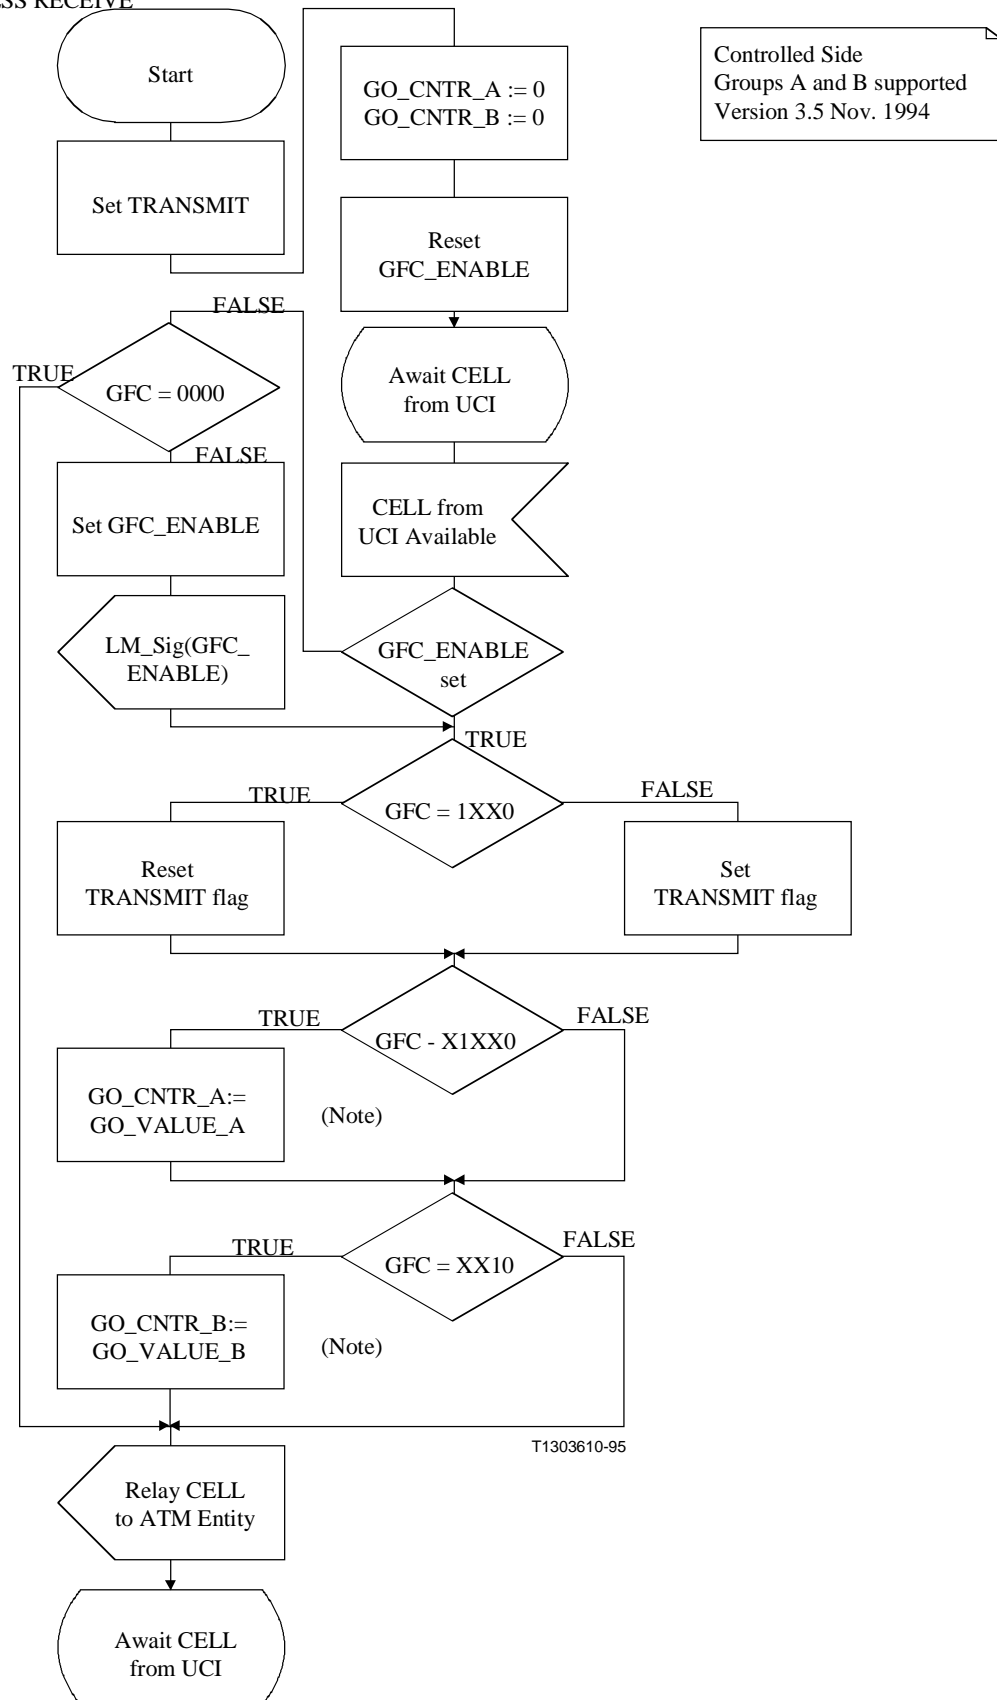 RECEIVE
Start
Set TRANSMIT
GO_CNTR_A := 0
GO_CNTR_B := 0
Reset
GFC_ENABLE
Controlled Side
Groups A and B supported
Version 3.5 Nov. 1994
Await CELL
from UCI
CELL from
UCI Available
GFC_ENABLE
set
FALSE
TRUE
GFC = 0000
FALSE
Set GFC_ENABLE
LM_Sig(GFC_
ENABLE)
TRUE
GFC = 1XX0
TRUE
FALSE
Reset
TRANSMIT flag
Set
TRANSMIT flag
GFC - X1XX0
TRUE
FALSE
GO_CNTR_A:=
GO_VALUE_A
(Note)
GFC = XX10
TRUE
FALSE
GO_CNTR_B:=
GO_VALUE_B
(Note)
T1303610-95
Relay CELL
to ATM Entity
Await CELL
from UCI